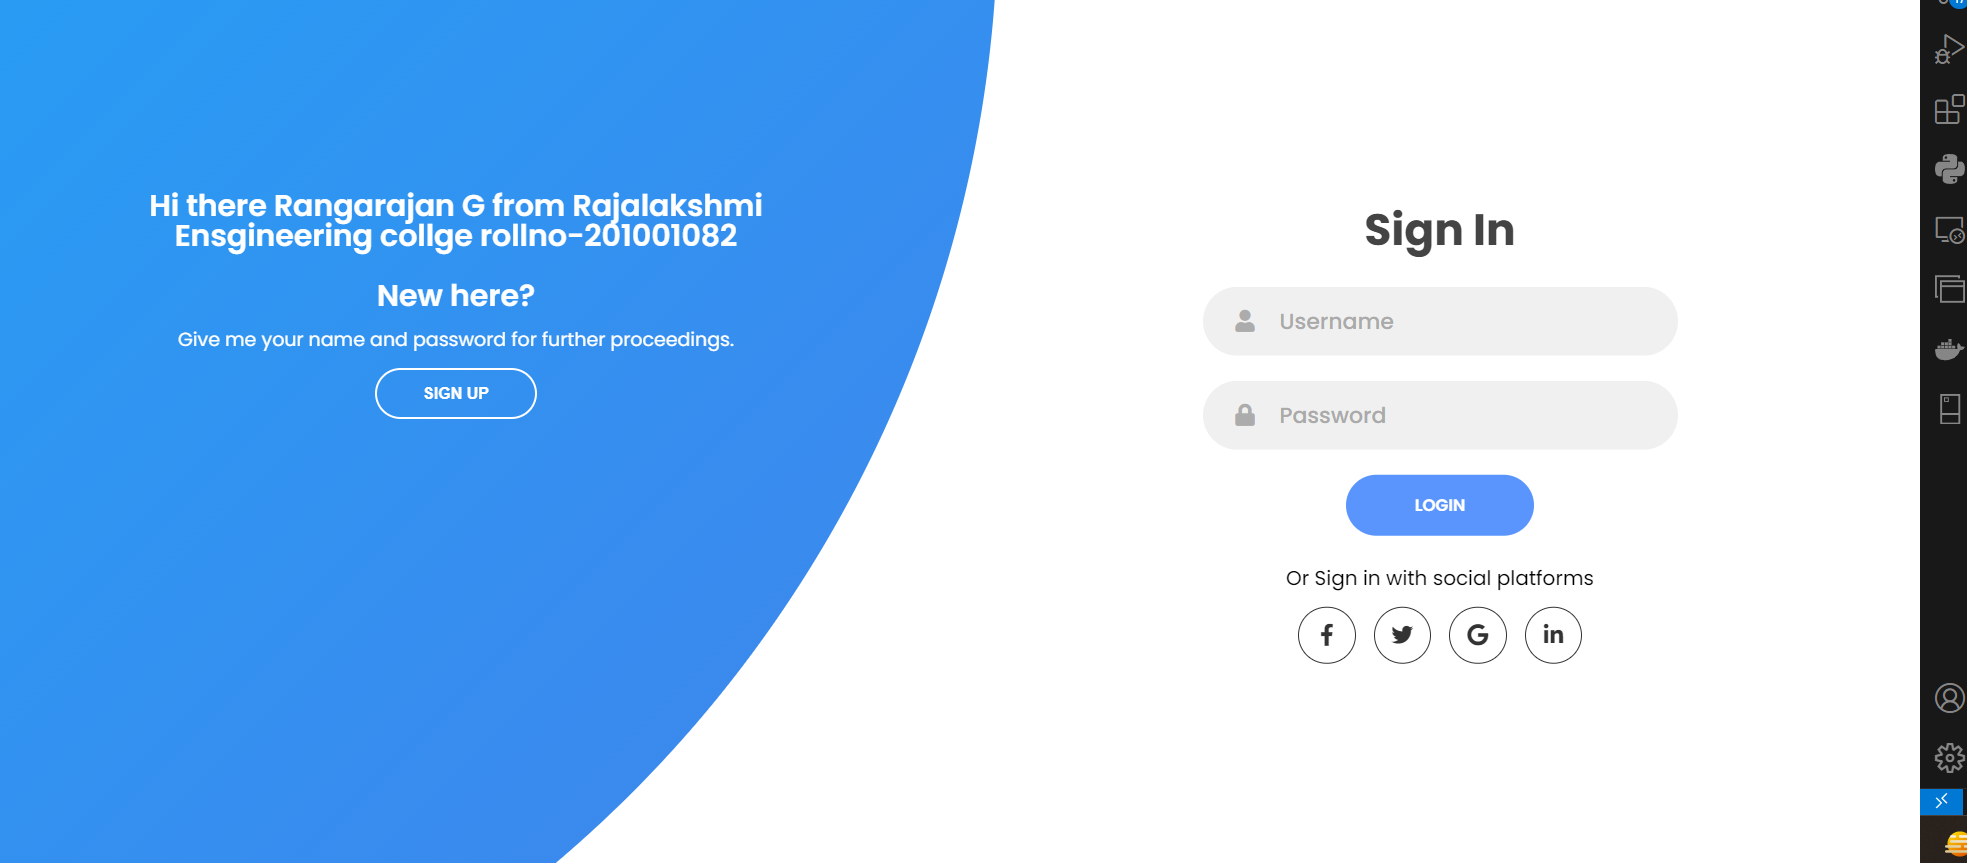 Hi there Rangarajan G from Rajalakshmi
Ensgineering collge rollno-201001082
New here?
Give me your name and password for further proceedings.
SIGN UP
Sign In
Username
Password
LOGIN
Or Sign in with social platforms